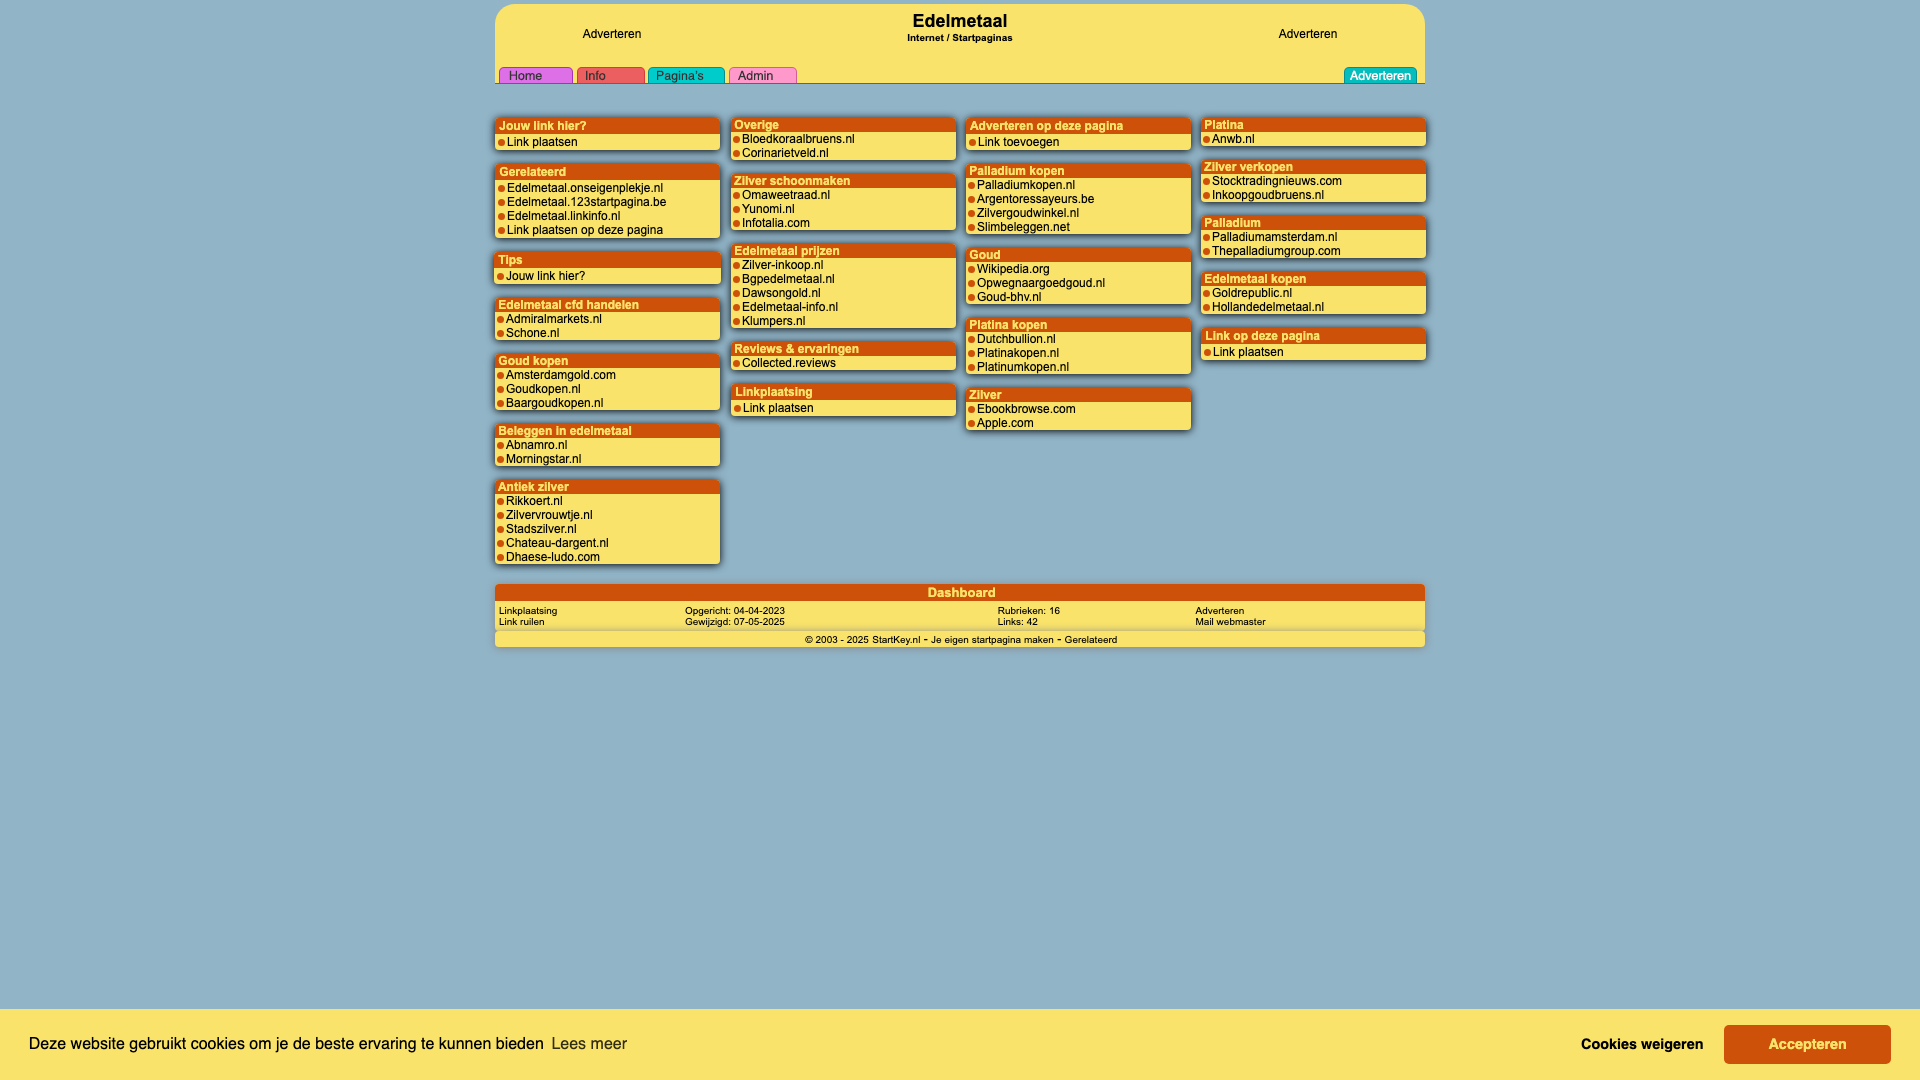 Edelmetaal
Internet / Startpaginas
Adverteren
Adverteren
Home
Info
Pagina's
Admin
Adverteren
Jouw link hier?
Link plaatsen
Gerelateerd
Edelmetaal.onseigenplekje.nl
Edelmetaal.123startpagina.be
Edelmetaal.linkinfo.nl
Link plaatsen op deze pagina
Tips
Jouw link hier?
Edelmetaal cfd handelen
Admiralmarkets.nl
Schone.nl
Goud kopen
Amsterdamgold.com
Goudkopen.nl
Baargoudkopen.nl
Beleggen in edelmetaal
Abnamro.nl
Morningstar.nl
Antiek zilver
Rikkoert.nl
Zilvervrouwtje.nl
Stadszilver.nl
Chateau-dargent.nl
Dhaese-ludo.com
Overige
Bloedkoraalbruens.nl
Corinarietveld.nl
Zilver schoonmaken
Omaweetraad.nl
Yunomi.nl
Infotalia.com
Edelmetaal prijzen
Zilver-inkoop.nl
Bgpedelmetaal.nl
Dawsongold.nl
Edelmetaal-info.nl
Klumpers.nl
Reviews & ervaringen
Collected.reviews
Linkplaatsing
Link plaatsen
Adverteren op deze pagina
Link toevoegen
Palladium kopen
Palladiumkopen.nl
Argentoressayeurs.be
Zilvergoudwinkel.nl
Slimbeleggen.net
Goud
Wikipedia.org
Opwegnaargoedgoud.nl
Goud-bhv.nl
Platina kopen
Dutchbullion.nl
Platinakopen.nl
Platinumkopen.nl
Zilver
Ebookbrowse.com
Apple.com
Platina
Anwb.nl
Zilver verkopen
Stocktradingnieuws.com
Inkoopgoudbruens.nl
Palladium
Palladiumamsterdam.nl
Thepalladiumgroup.com
Edelmetaal kopen
Goldrepublic.nl
Hollandedelmetaal.nl
Link op deze pagina
Link plaatsen
Dashboard
Linkplaatsing
Link ruilen
Opgericht: 04-04-2023
Gewijzigd: 07-05-2025
Rubrieken: 16
Links: 42
Adverteren
Mail webmaster
© 2003 - 2025 StartKey.nl - Je eigen startpagina maken - Gerelateerd
Deze website gebruikt cookies om je de beste ervaring te kunnen bieden Lees meer
Cookies weigeren
Accepteren